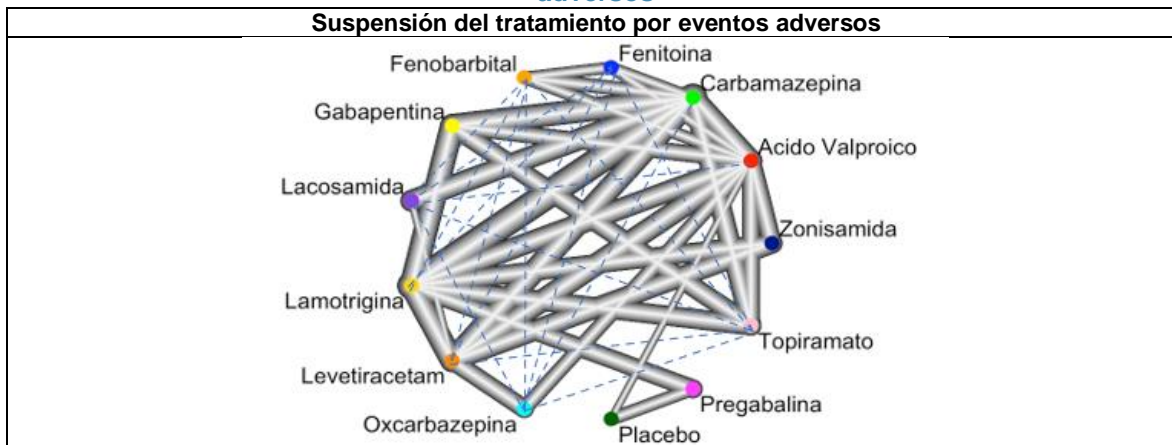 adversos
Suspensión del tratamiento por eventos adversos
Fenobarbital
Fenitoina
Carbamazepina
Gabapentina
Acido Valproico
Lacosamida
Zonisamida
Lamotrigina
Topiramato
Levetiracetam
Pregabalina
Oxcarbazepina
Placebo